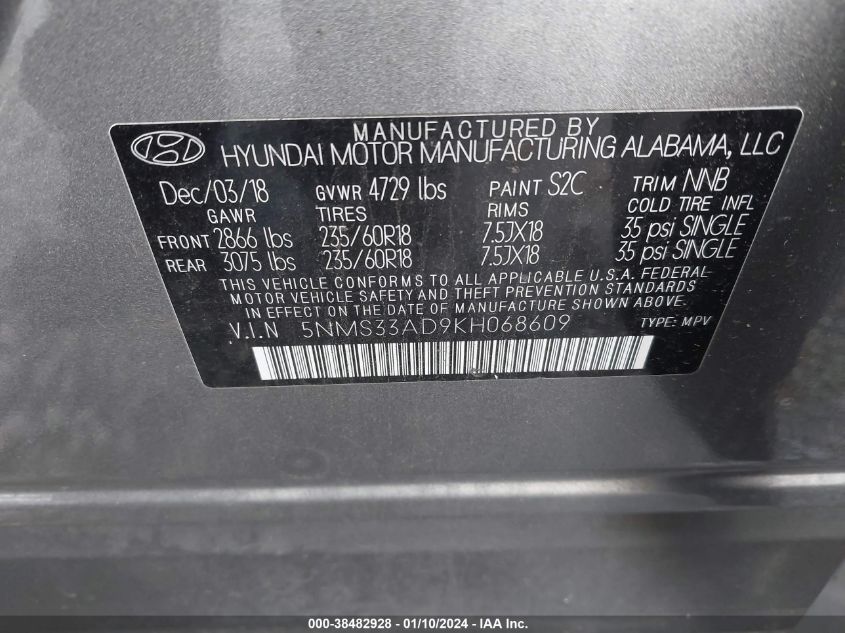 MANUFACTURED BY
HYUNDAI MOTOR MANUFACTURING ALABAMA, LLC
Dec/03/18 GVWR 4729 lbs PAINT S2C TRIM NNB
GAWR TIRES RIMS COLD TIRE INFL
FRONT 2866 lbs 235/60R18 7.5JX18 35 psi SINGLE
REAR 3075 lbs 235/60R18 7.5JX18 35 psi SINGLE
THIS VEHICLE CONFORMS TO ALL APPLICABLE U.S.A. FEDERAL
MOTOR VEHICLE SAFETY AND THEFT PREVENTION STANDARDS
IN EFFECT ON THE DATE OF MANUFACTURE SHOWN ABOVE.
V.I.N 5NMS33AD9KH068609 TYPE: MPV
000-38482928 - 01/10/2024 - IAA Inc.